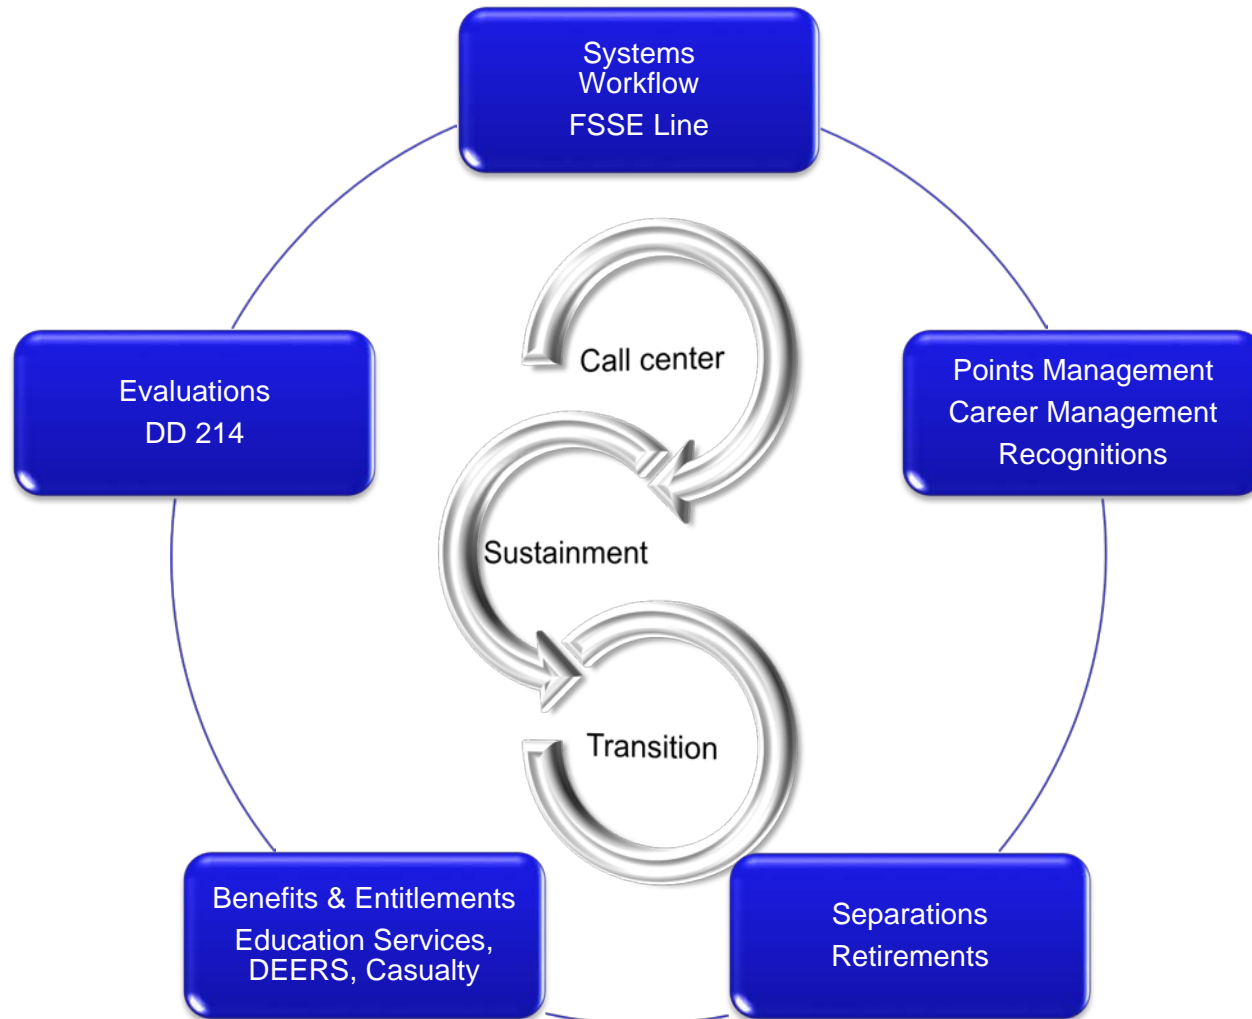 Systems
Workflow
FSSE Line
Call center
Evaluations
DD 214
Points Management
Career Management
Recognitions
Sustainment
Transition
Benefits & Entitlements
Education Services,
DEERS, Casualty
Separations
Retirements